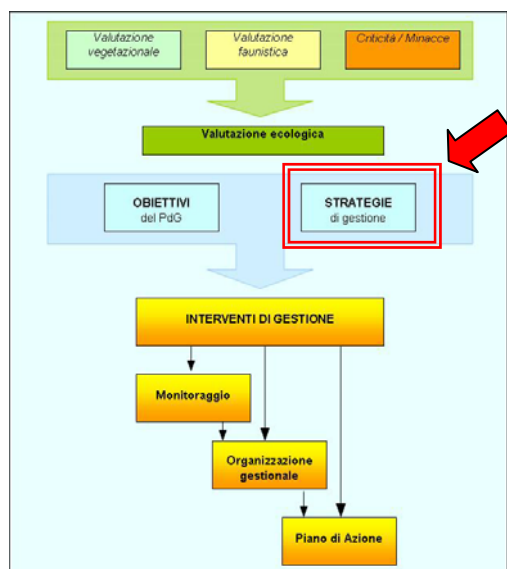 Valutazione
vegetazionale
Valutazione
faunistica
Criticità / Minacce
Valutazione ecologica
OBIETTIVI
del PdG
STRATEGIE
di gestione
INTERVENTI DI GESTIONE
Monitoraggio
Organizzazione
gestionale
Piano di Azione